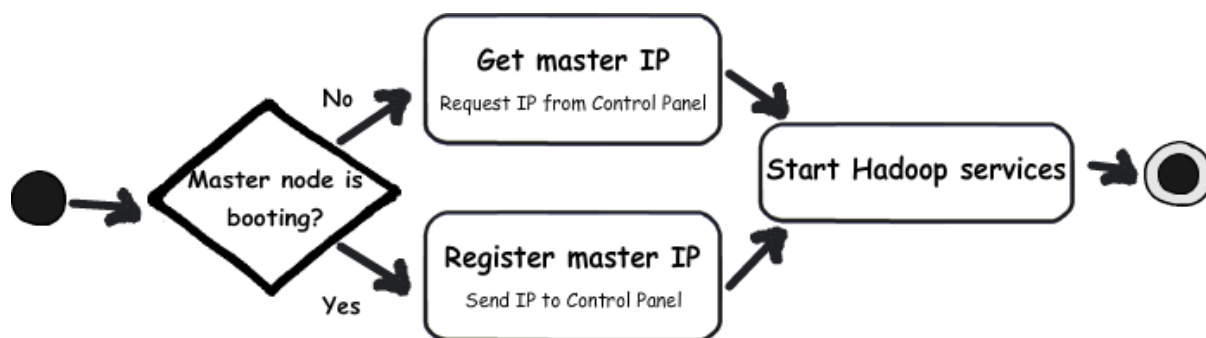 Master node is
booting?
No
Get master IP
Request IP from Control Panel
Yes
Register master IP
Send IP to Control Panel
Start Hadoop services